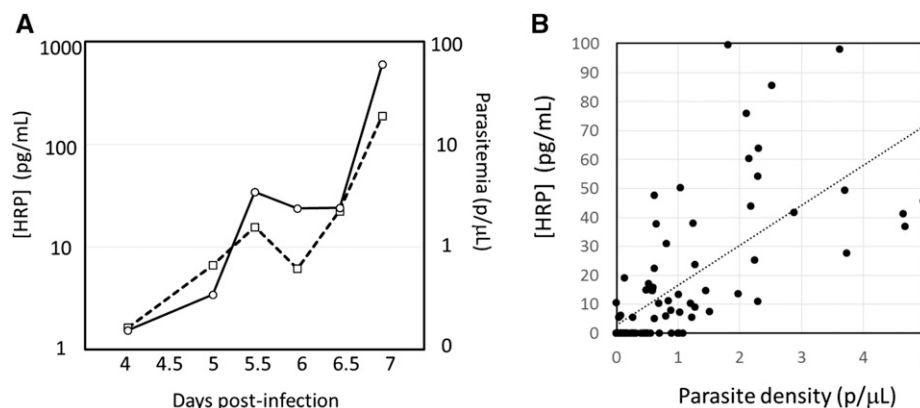 A
[HRP] (pg/mL)
1000
100
10
1
100
10
1
0
Parasitemia (p/μL)
4 5 5.5 6 6.5 7
Days post-infection
B
[HRP] (pg/mL)
100
90
80
70
60
50
40
30
20
10
0
0 1 2 3 4
Parasite density (p/μL)